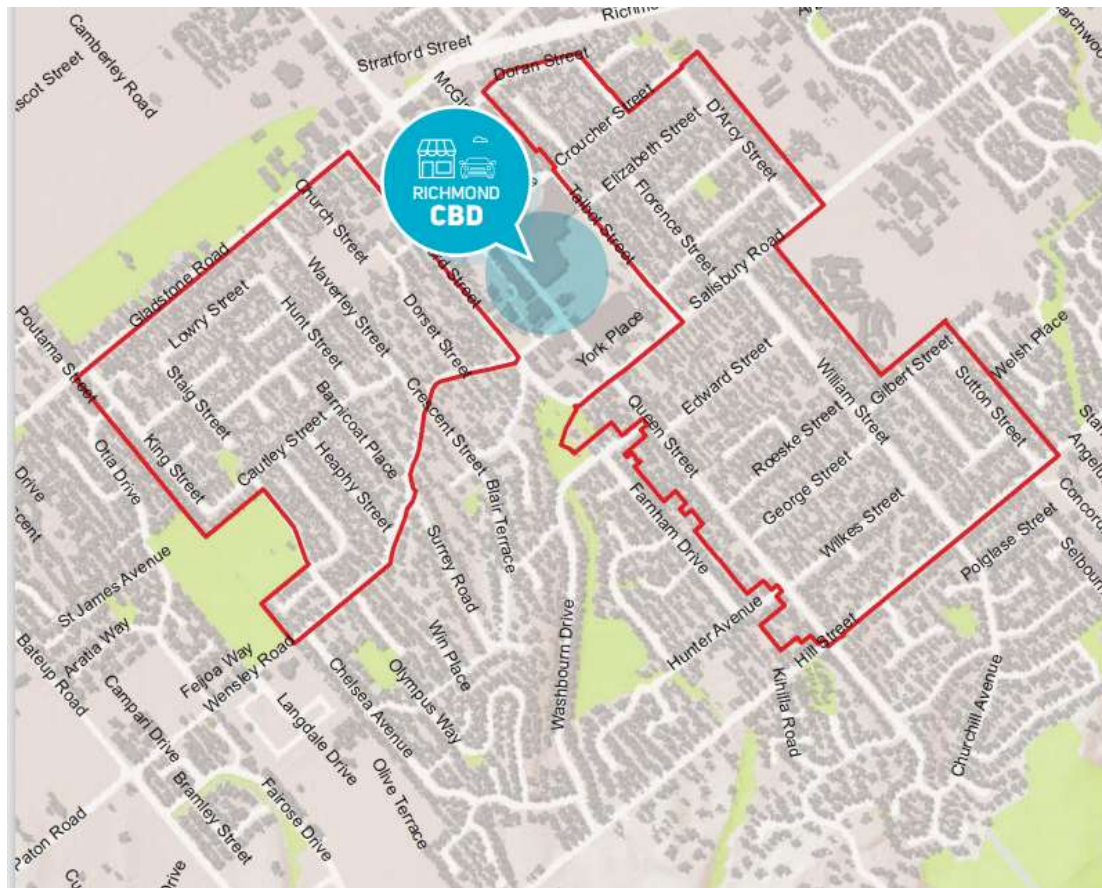 Camberley Road
Stratford Street
Doran Street
Croucher Street
D'Arcy Street
Elizabeth Street
RICHMOND
CBD
Talbot Street
Florence Street
Church Street
Gladstone Road
Salisbury Road
Waverley Street
Dorset Street
Lowry Street
Hunt Street
York Place
Poutama Street
Stag Street
Barnicoat Place
Crescent Street
Edward Street
William Street
Gilbert Street
Sutton Street
Welsh Place
Queen Street
Roeske Street
King Street
Cautley Street
Heaphy Street
Otia Drive
Drive
Blair Terrace
George Street
Wilkes Street
Farnham Drive
Polglase Street
Surrey Road
St James Avenue
Hunter Avenue
Hill Street
Win Place
Aratia Way
Bateup Road
Feijoa Way
Wensley Road
Washbourn Drive
Kihilla Road
Churchill Avenue
Campari Drive
Langdale Drive
Chelsea Avenue
Olympus Way
Olive Terrace
Bramley Street
Fairose Drive
Paton Road
Drive